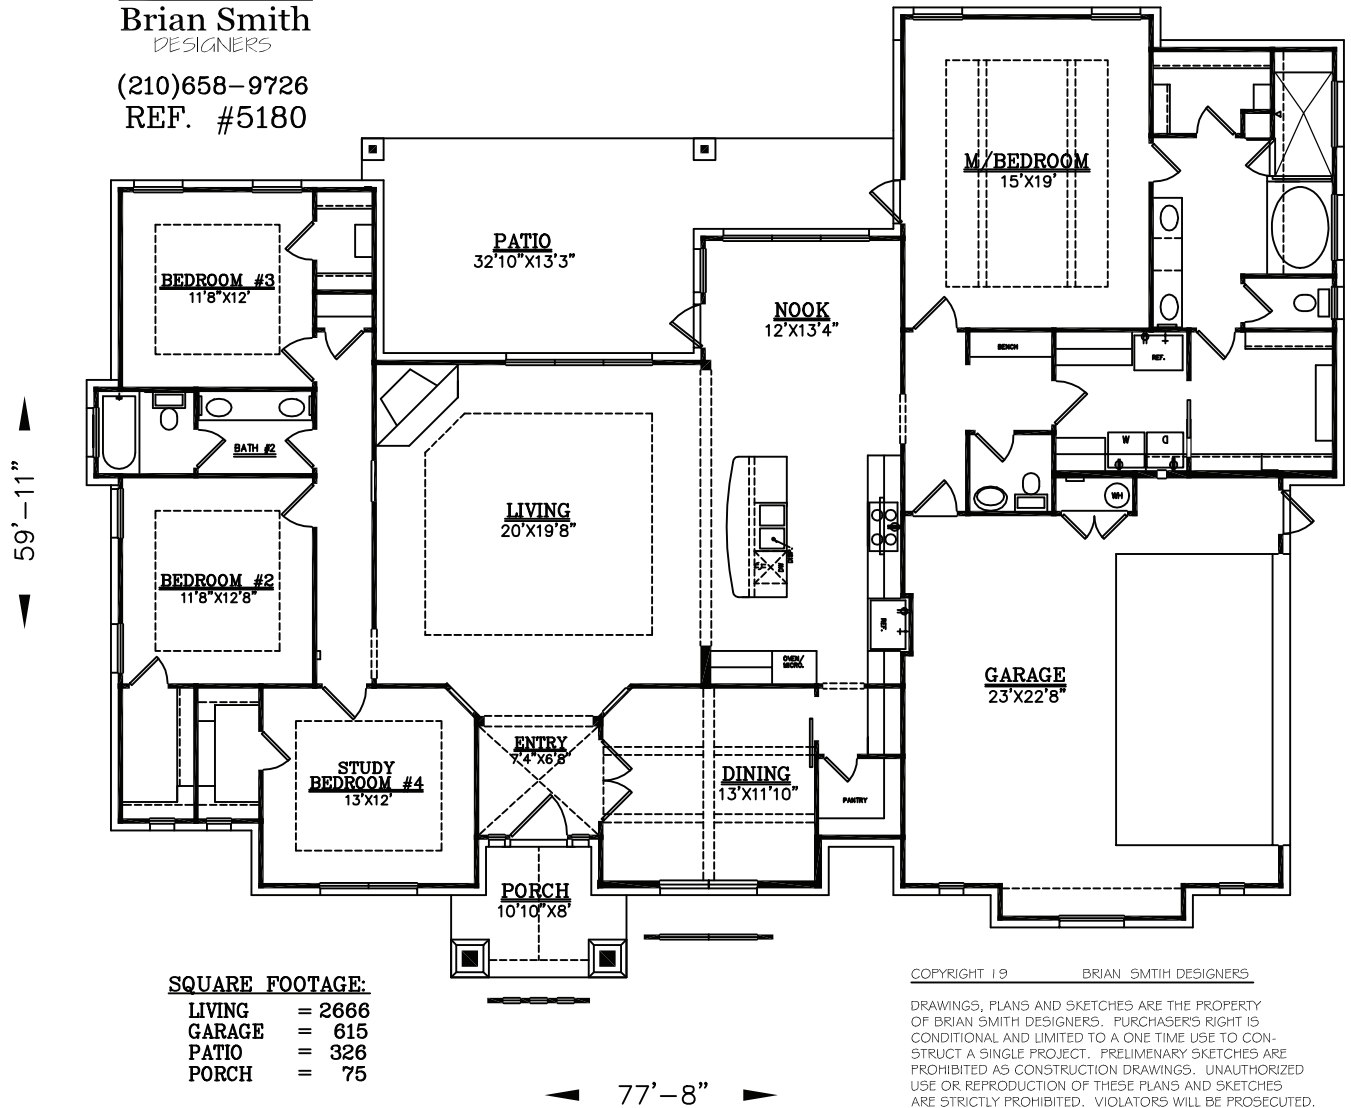 Brian Smith
DESIGNERS
(210)658-9726
REF. #5180
M/BEDROOM
15'X19'
PATIO
32'10"X13'3"
BEDROOM #3
11'8"X12'
NOOK
12'X13'4"
BENCH
REF.
BATH #2
W
D
WH
59'-11"
LIVING
20'X19'8"
DW
DISP
BEDROOM #2
11'8"X12'8"
REF.
OVEN/
MICRO.
GARAGE
23'X22'8"
ENTRY
7'4"X6'8"
STUDY
BEDROOM #4
13'X12'
DINING
13'X11'10"
PANTRY
PORCH
10'10"X8'
SQUARE FOOTAGE:
LIVING = 2666
GARAGE = 615
PATIO = 326
PORCH = 75
77'-8"
COPYRIGHT 19 BRIAN SMTIH DESIGNERS
DRAWINGS, PLANS AND SKETCHES ARE THE PROPERTY
OF BRIAN SMITH DESIGNERS. PURCHASER'S RIGHT IS
CONDITIONAL AND LIMITED TO A ONE TIME USE TO CON-
STRUCT A SINGLE PROJECT. PRELIMENARY SKETCHES ARE
PROHIBITED AS CONSTRUCTION DRAWINGS. UNAUTHORIZED
USE OR REPRODUCTION OF THESE PLANS AND SKETCHES
ARE STRICTLY PROHIBITED. VIOLATORS WILL BE PROSECUTED.